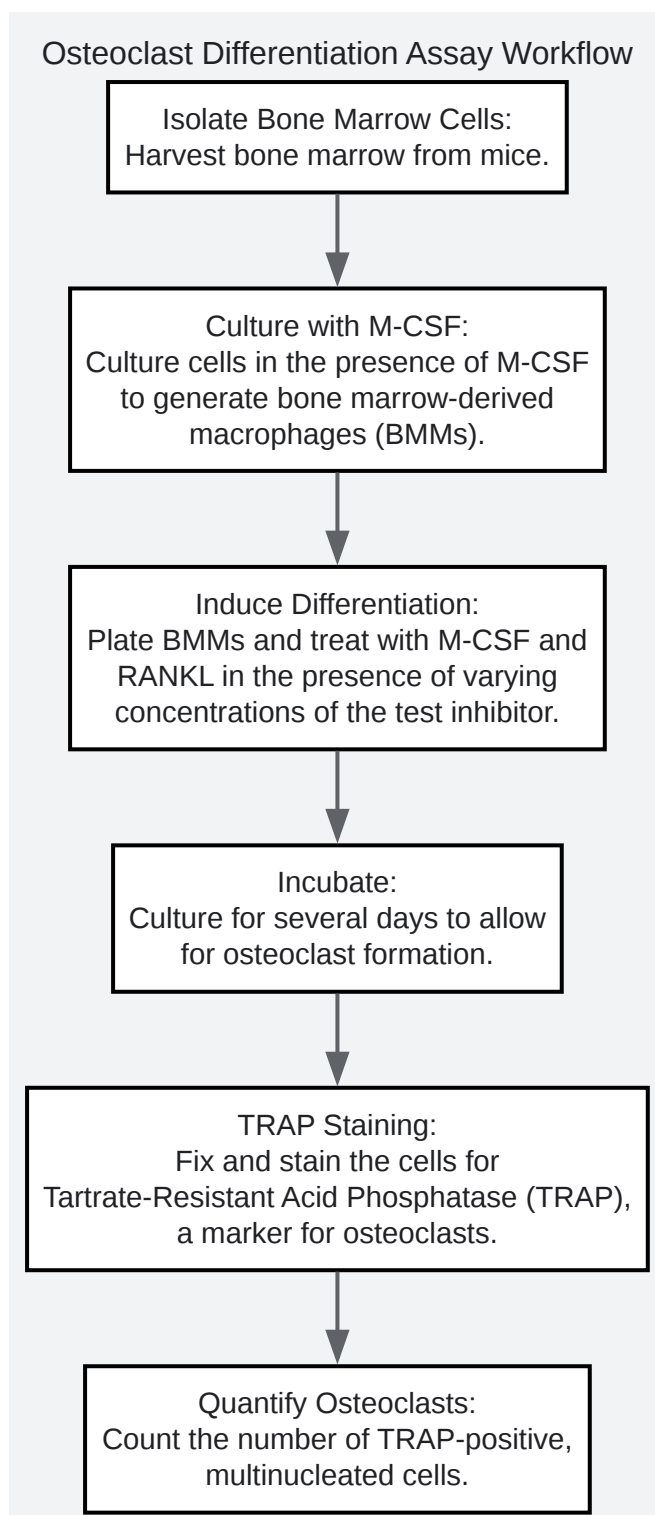 Osteoclast Differentiation Assay Workflow
Isolate Bone Marrow Cells:
Harvest bone marrow from mice.
Culture with M-CSF:
Culture cells in the presence of M-CSF
to generate bone marrow-derived
macrophages (BMMs).
Induce Differentiation:
Plate BMMs and treat with M-CSF and
RANKL in the presence of varying
concentrations of the test inhibitor.
Incubate:
Culture for several days to allow
for osteoclast formation.
TRAP Staining:
Fix and stain the cells for
Tartrate-Resistant Acid Phosphatase (TRAP),
a marker for osteoclasts.
Quantify Osteoclasts:
Count the number of TRAP-positive,
multinucleated cells.